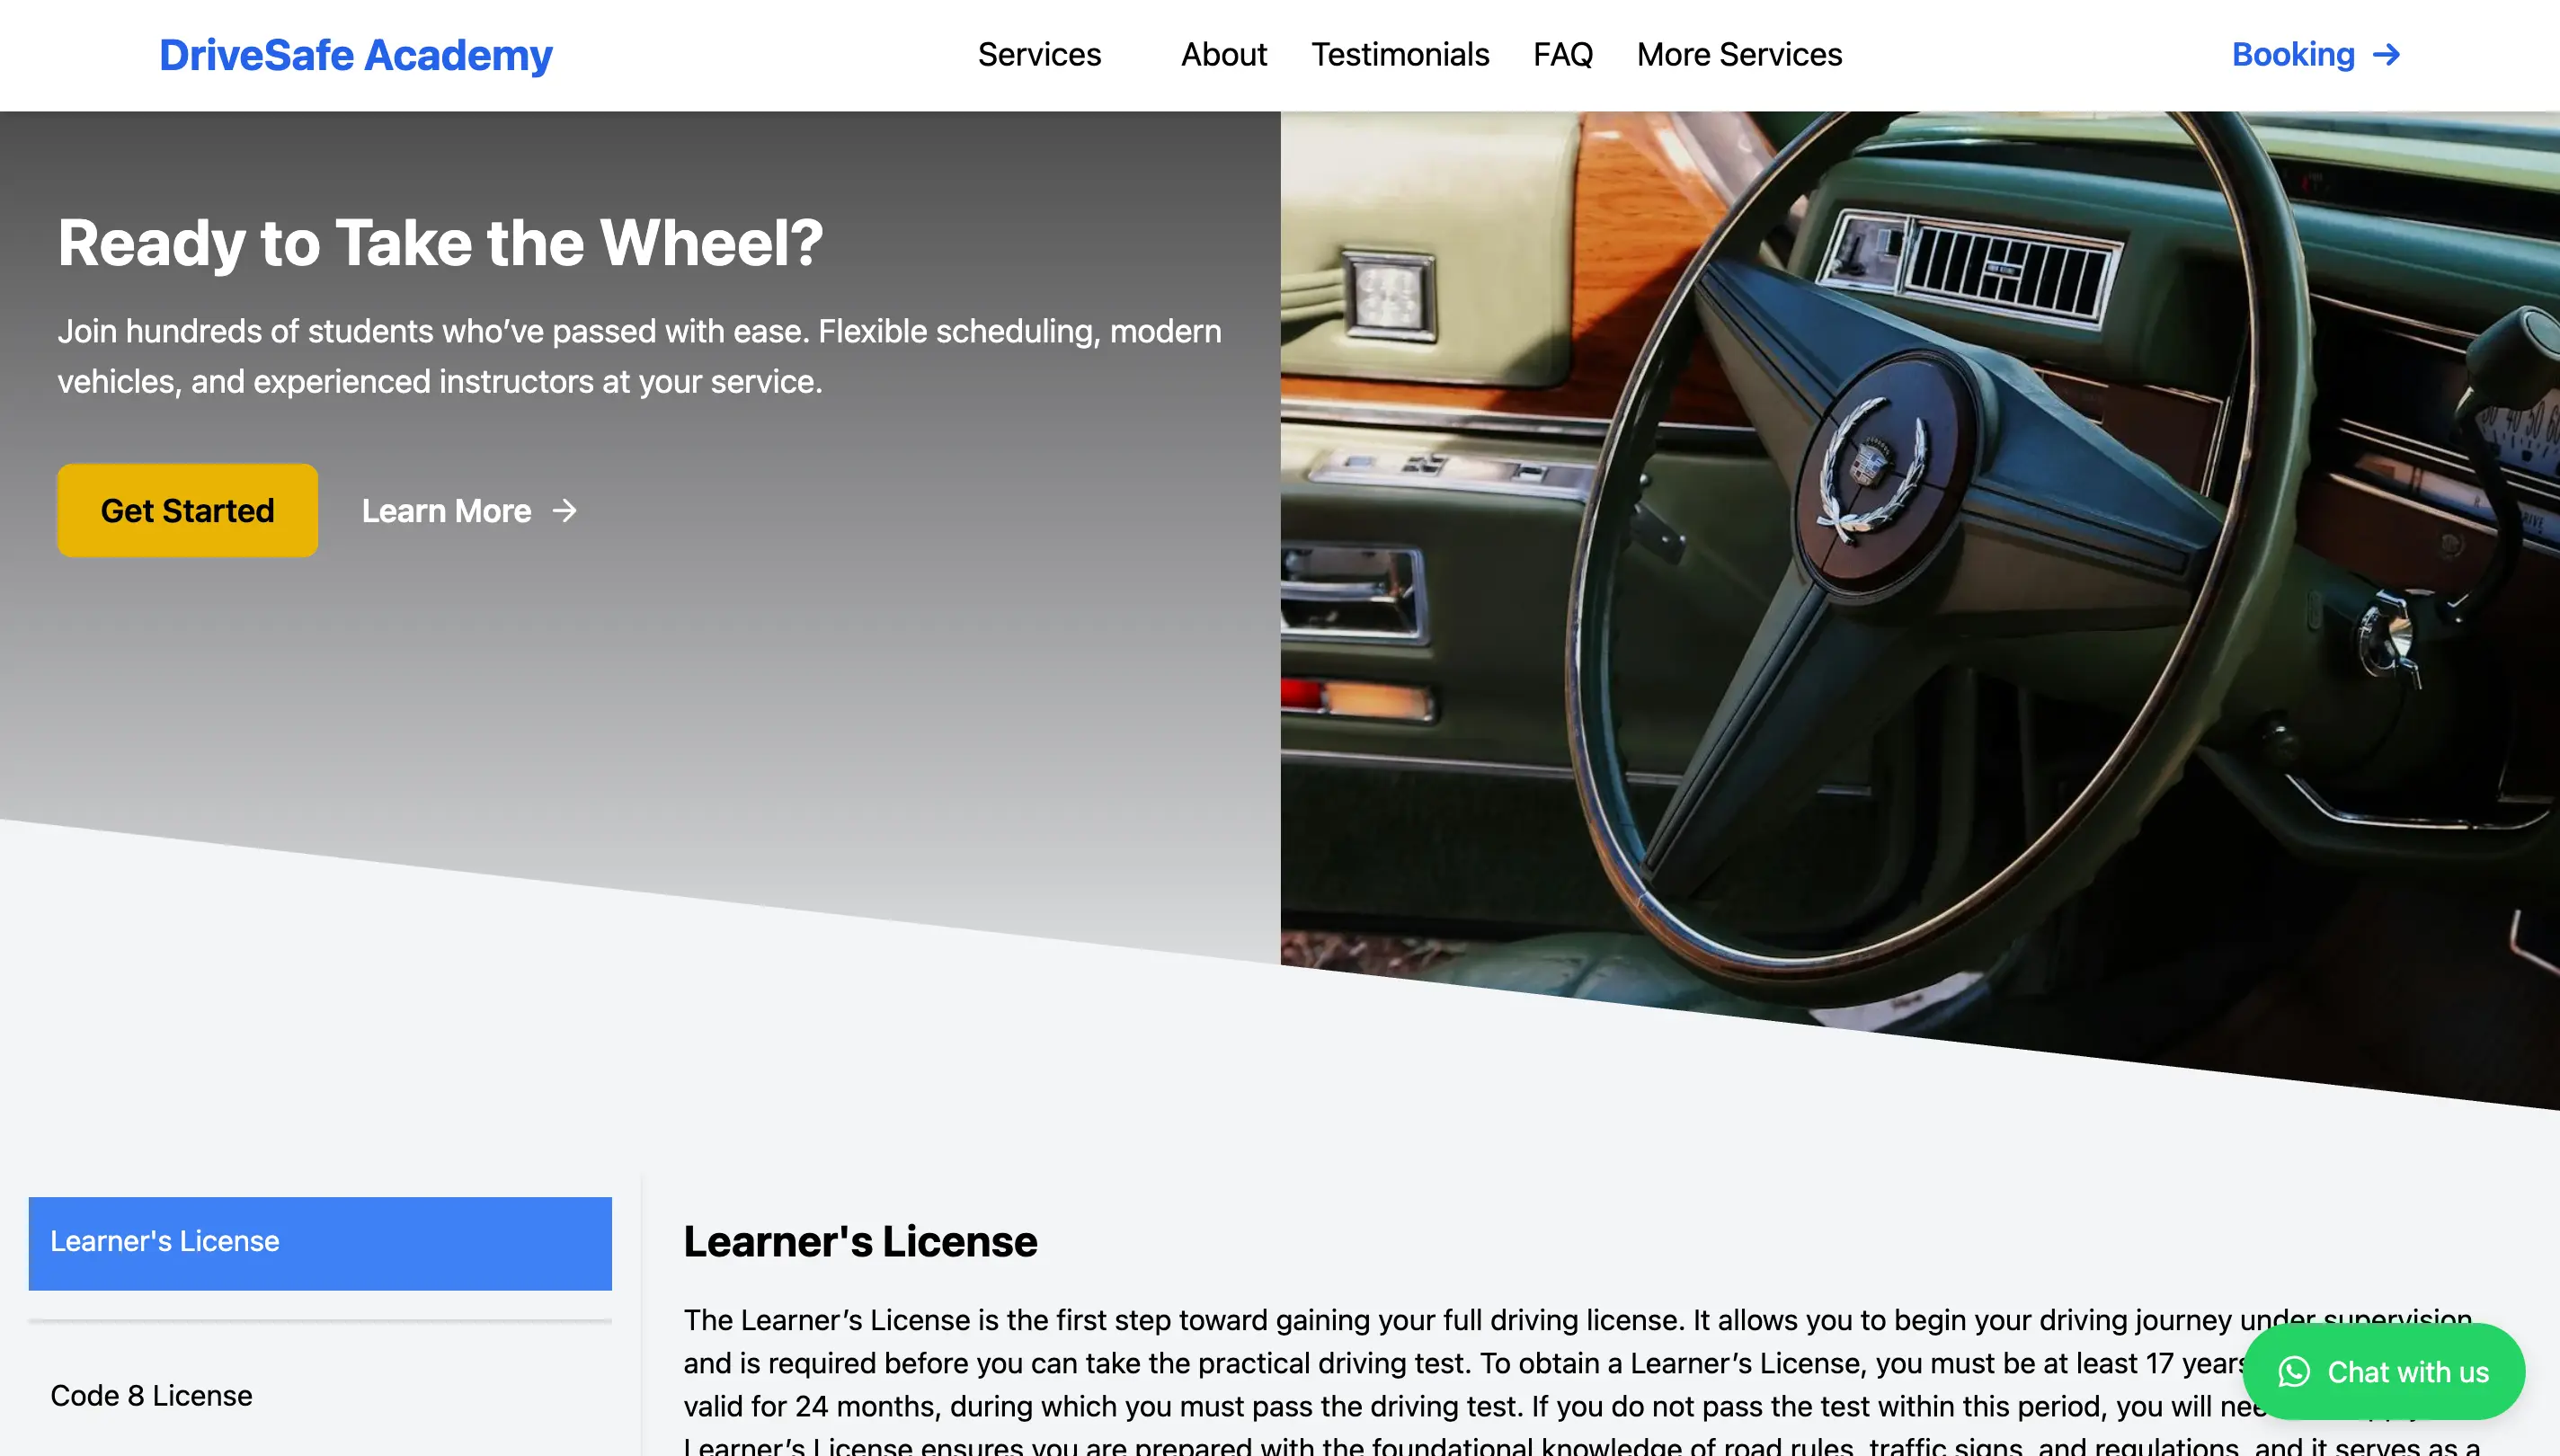 DriveSafe Academy
Services
About
Testimonials
FAQ
More Services
Booking →
Ready to Take the Wheel?
Join hundreds of students who’ve passed with ease. Flexible scheduling, modern
vehicles, and experienced instructors at your service.
Get Started
Learn More →
Learner's License
Code 8 License
Learner's License
The Learner’s License is the first step toward gaining your full driving license. It allows you to begin your driving journey under supervision
and is required before you can take the practical driving test. To obtain a Learner’s License, you must be at least 17 years
valid for 24 months, during which you must pass the driving test. If you do not pass the test within this period, you will
Learner’s License ensures you are prepared with the foundational knowledge of road rules, traffic signs, and regulations, and it serves as a
Chat with us